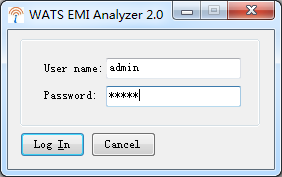 WATS EMI Analyzer 2.0
User name: admin
Password: *****
Log In
Cancel